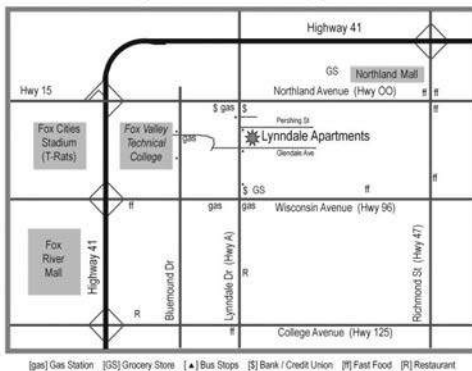 Highway 41
GS
Northland Mall
Hwy 15
Northland Avenue (Hwy OO)
ff ff
$ gas $
ff
Pershing St
Fox Cities
Stadium
(T-Rats)
Fox Valley
Technical
College
gas
Lynndale Apartments
Glendale Ave
ff
$ GS
ff
ff
gas gas
Wisconsin Avenue (Hwy 96)
Fox
River
Mall
Highway 41
Bluemound Dr
Lynndale Dr (Hwy A)
Richmond St (Hwy 47)
R
R
ff
College Avenue (Hwy 125)
[gas] Gas Station [GS] Grocery Store [▲] Bus Stops [$] Bank / Credit Union [ff] Fast Food [R] Restaurant